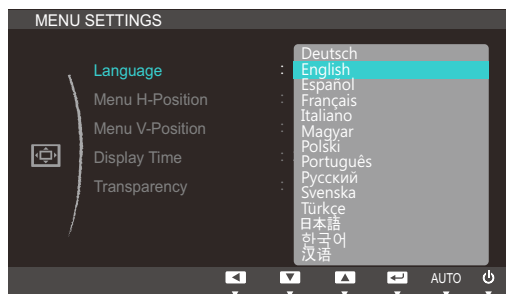 MENU SETTINGS
Language :
Menu H-Position :
Menu V-Position :
Display Time :
Transparency :
Deutsch
English
Español
Français
Italiano
Magyar
Polski
Português
Русский
Svenska
Türkçe
日本語
한국어
汉语
AUTO